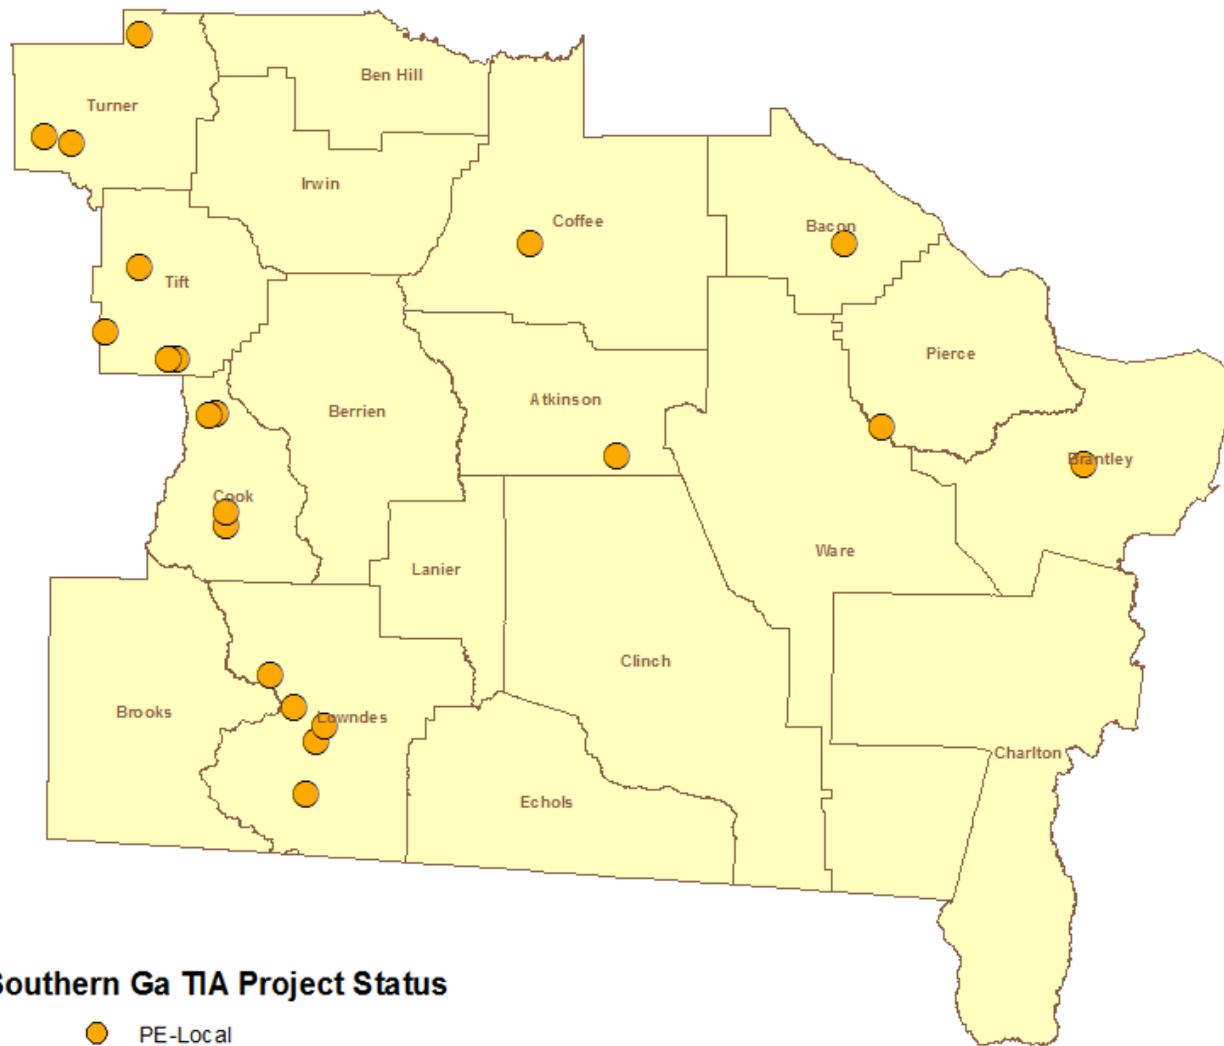 Ben Hill
Turner
Irwin
Coffee
Bacon
Tift
Pierce
Atkinson
Berrien
Brantley
Cook
Ware
Lanier
Clinch
Brooks
Lowndes
Charlton
Echols
Southern Ga TIA Project Status
PE-Local